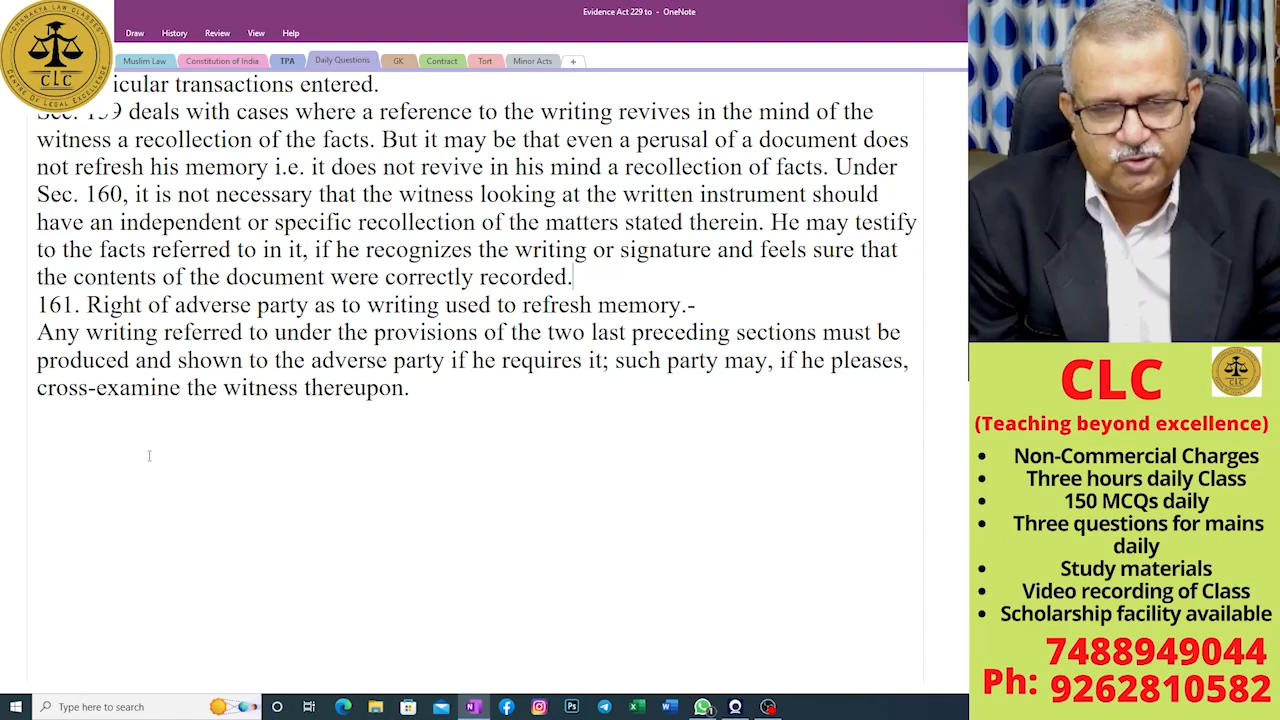 "CHANAKYA LAW CLASSES"
CLC
CENTRE OF LEGAL EXCELLENCE
Evidence Act 229 to - OneNote
Draw History Review View Help
Muslim Law Constitution of India TPA Daily Questions GK Contract Tort Minor Acts +
icular transactions entered.
Sec. 159 deals with cases where a reference to the writing revives in the mind of the
witness a recollection of the facts. But it may be that even a perusal of a document does
not refresh his memory i.e. it does not revive in his mind a recollection of facts. Under
Sec. 160, it is not necessary that the witness looking at the written instrument should
have an independent or specific recollection of the matters stated therein. He may testify
to the facts referred to in it, if he recognizes the writing or signature and feels sure that
the contents of the document were correctly recorded.
161. Right of adverse party as to writing used to refresh memory.-
Any writing referred to under the provisions of the two last preceding sections must be
produced and shown to the adverse party if he requires it; such party may, if he pleases,
cross-examine the witness thereupon.
CLC
(Teaching beyond excellence)
• Non-Commercial Charges
• Three hours daily Class
• 150 MCQs daily
• Three questions for mains
daily
• Study materials
• Video recording of Class
• Scholarship facility available
Ph: 7488949044
9262810582
Type here to search